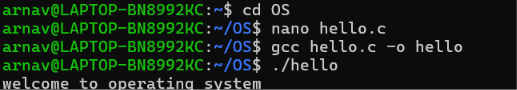 arnav@LAPTOP-BN8992KC:~$ cd OS
arnav@LAPTOP-BN8992KC:~/OS$ nano hello.c
arnav@LAPTOP-BN8992KC:~/OS$ gcc hello.c -o hello
arnav@LAPTOP-BN8992KC:~/OS$ ./hello
welcome to operating system